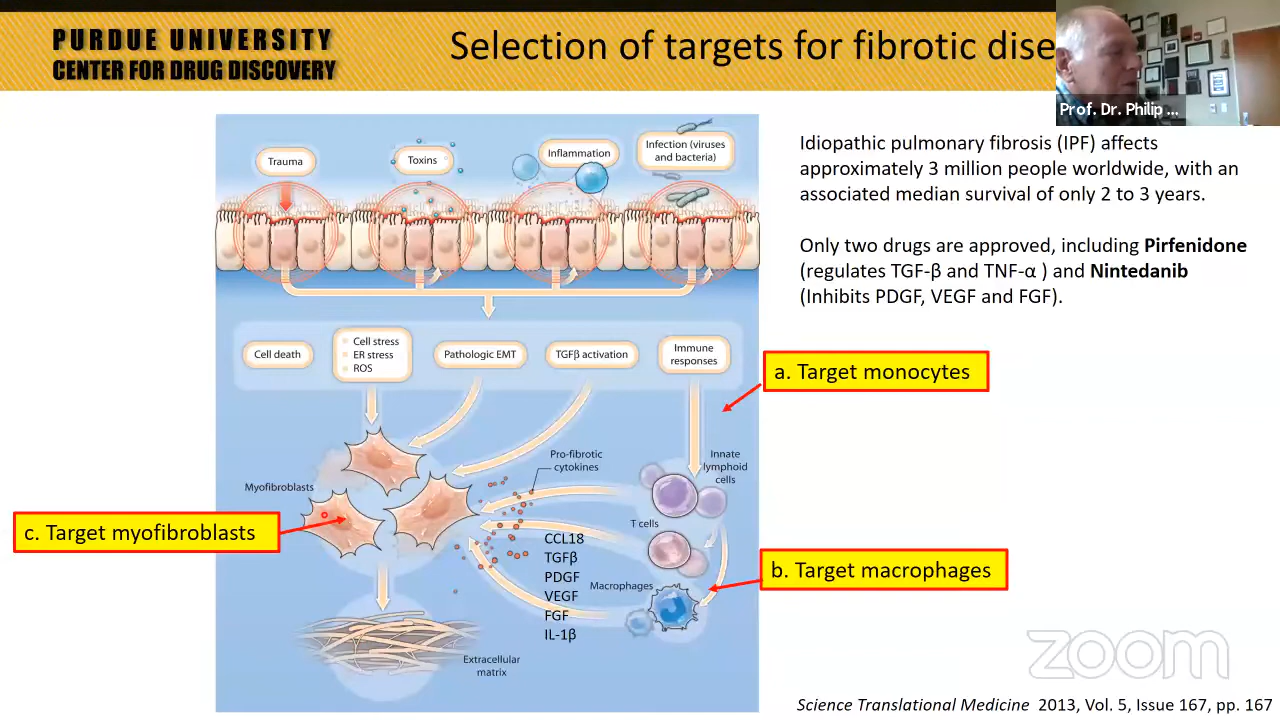 PURDUE UNIVERSITY
CENTER FOR DRUG DISCOVERY
Selection of targets for fibrotic dise
Prof. Dr. Philip ...
Trauma
Toxins
Inflammation
Infection (viruses
and bacteria)
Idiopathic pulmonary fibrosis (IPF) affects
approximately 3 million people worldwide, with an
associated median survival of only 2 to 3 years.
Only two drugs are approved, including Pirfenidone
(regulates TGF-β and TNF-α ) and Nintedanib
(Inhibits PDGF, VEGF and FGF).
Cell death
Cell stress
ER stress
ROS
Pathologic EMT
TGFβ activation
Immune
responses
a. Target monocytes
Pro-fibrotic
cytokines
Innate
lymphoid
cells
Myofibroblasts
c. Target myofibroblasts
T cells
CCL18
TGFβ
PDGF
VEGF
FGF
IL-1β
Macrophages
b. Target macrophages
Extracellular
matrix
zoom
Science Translational Medicine 2013, Vol. 5, Issue 167, pp. 167